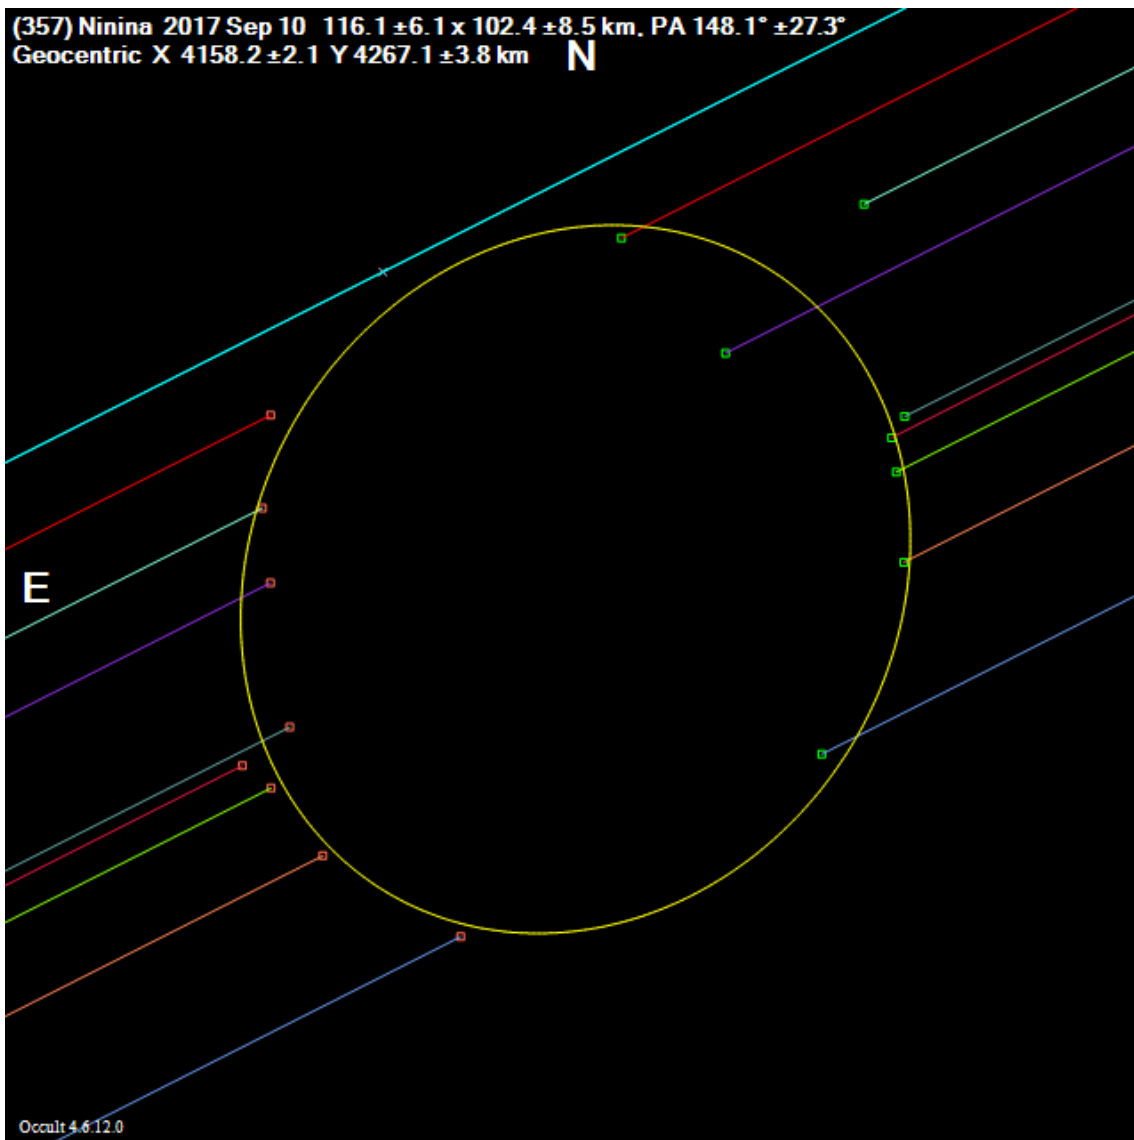 (357) Ninina 2017 Sep 10 116.1 ±6.1 x 102.4 ±8.5 km, PA 148.1° ±27.3°
Geocentric X 4158.2 ±2.1 Y 4267.1 ±3.8 km
N
E
Occult 4.6.12.0